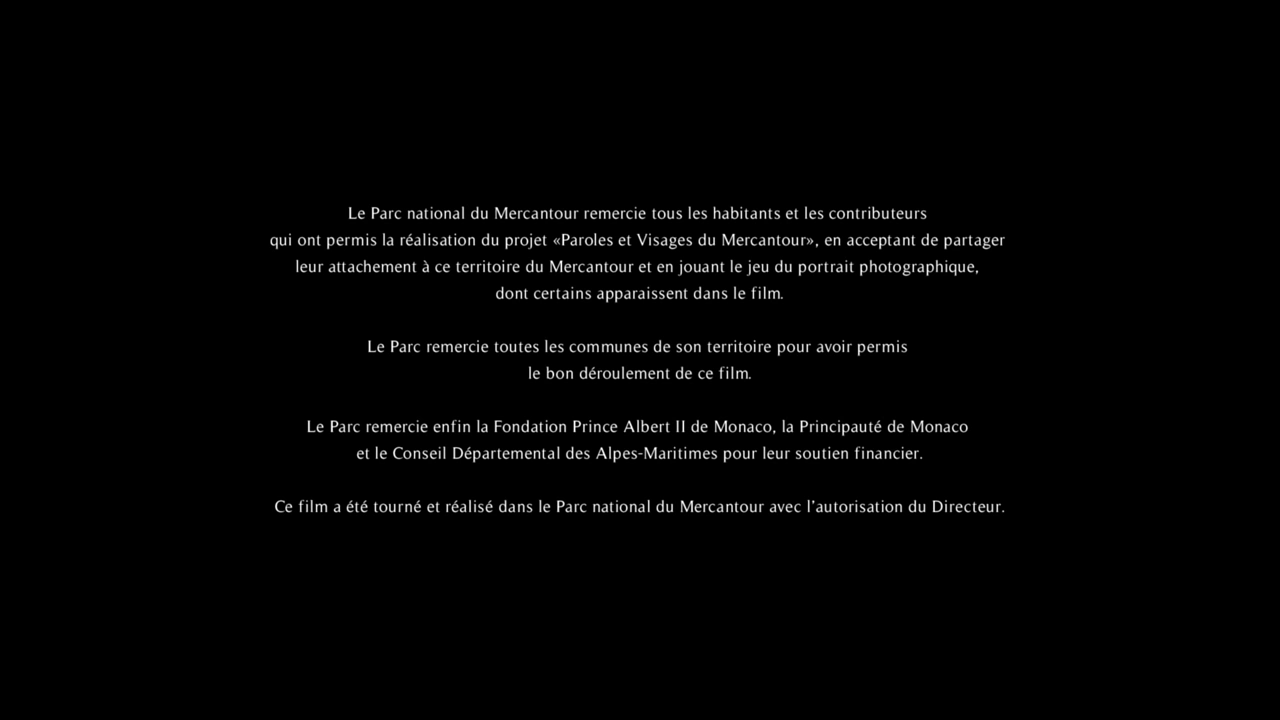 Le Parc national du Mercantour remercie tous les habitants et les contributeurs
qui ont permis la réalisation du projet «Paroles et Visages du Mercantour», en acceptant de partager
leur attachement à ce territoire du Mercantour et en jouant le jeu du portrait photographique,
dont certains apparaissent dans le film.
Le Parc remercie toutes les communes de son territoire pour avoir permis
le bon déroulement de ce film.
Le Parc remercie enfin la Fondation Prince Albert II de Monaco, la Principauté de Monaco
et le Conseil Départemental des Alpes-Maritimes pour leur soutien financier.
Ce film a été tourné et réalisé dans le Parc national du Mercantour avec l’autorisation du Directeur.